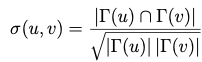 σ(u, v) = |Γ(u) ∩ Γ(v)| / √(|Γ(u)| |Γ(v)|)